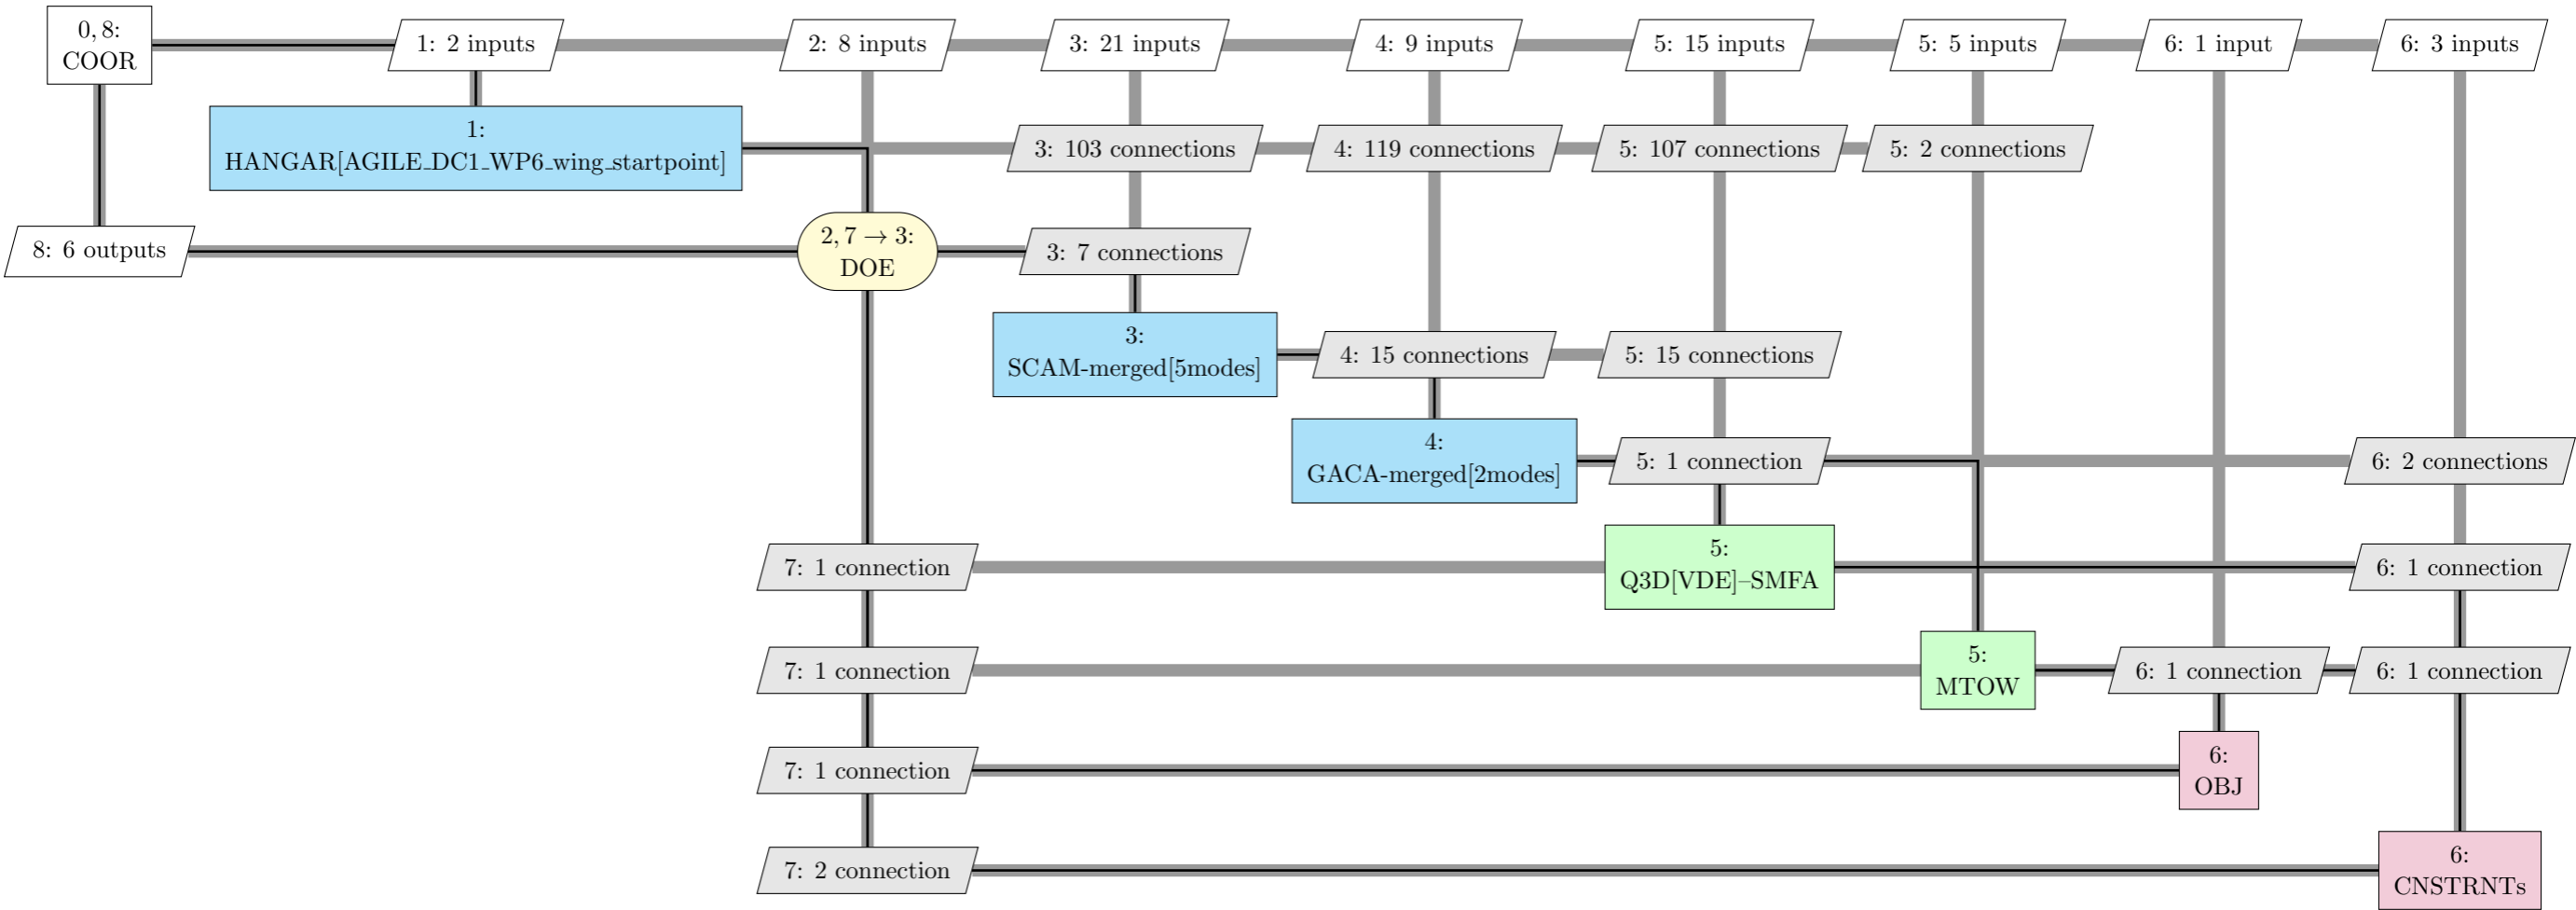 0, 8:
COOR
1: 2 inputs
2: 8 inputs
3: 21 inputs
4: 9 inputs
5: 15 inputs
5: 5 inputs
6: 1 input
6: 3 inputs
1:
HANGAR[AGILE_DC1_WP6_wing_startpoint]
3: 103 connections
4: 119 connections
5: 107 connections
5: 2 connections
8: 6 outputs
2, 7 → 3:
DOE
3: 7 connections
3:
SCAM-merged[5modes]
4: 15 connections
5: 15 connections
4:
GACA-merged[2modes]
5: 1 connection
6: 2 connections
7: 1 connection
5:
Q3D[VDE]–SMFA
6: 1 connection
7: 1 connection
5:
MTOW
6: 1 connection
6: 1 connection
7: 1 connection
6:
OBJ
7: 2 connection
6:
CNSTRNTs